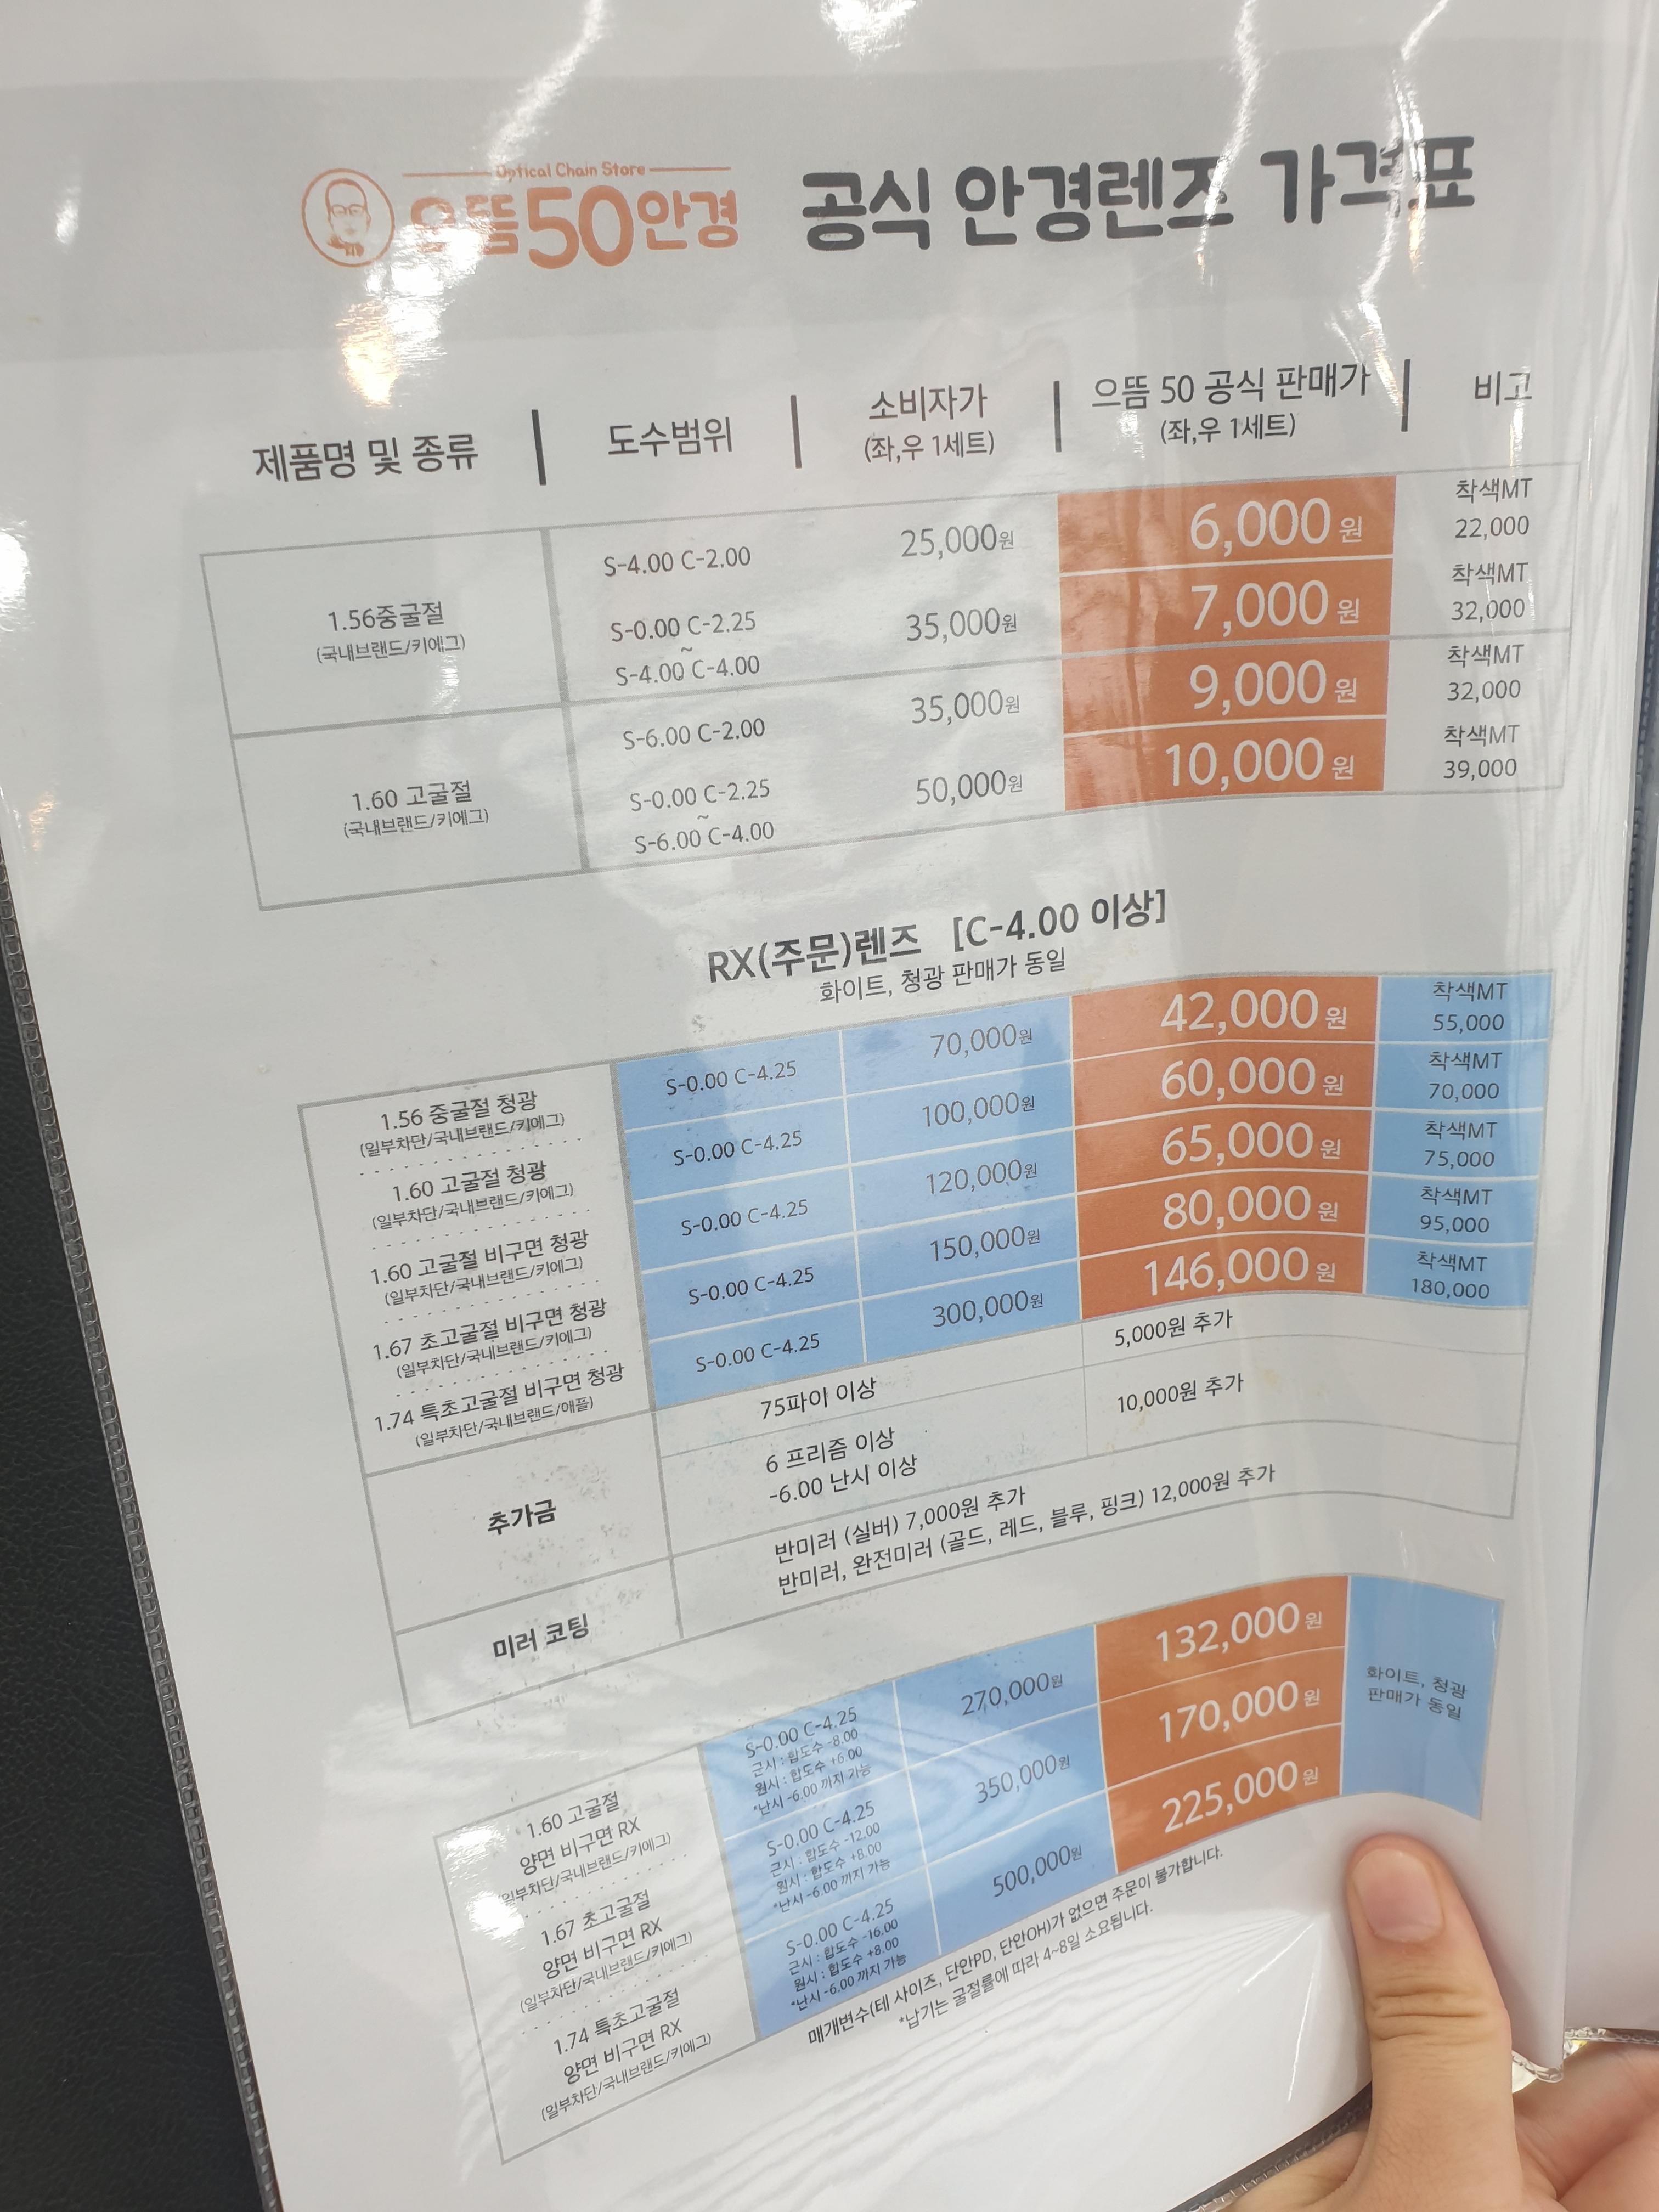 Optical Chain Store
으뜸50안경 공식 안경렌즈 가격표
제품명 및 종류 도수범위 소비자가 (좌,우 1세트) 으뜸 50 공식 판매가 (좌,우 1세트) 비고
1.56중굴절
(국내브랜드/키에그)
S-4.00 C-2.00 25,000원 6,000원 착색MT 22,000
S-0.00 C-2.25
~
S-4.00 C-4.00
35,000원 7,000원 착색MT 32,000
1.60 고굴절
(국내브랜드/키에그)
S-6.00 C-2.00 35,000원 9,000원 착색MT 32,000
S-0.00 C-2.25
~
S-6.00 C-4.00
50,000원 10,000원 착색MT 39,000
RX(주문)렌즈 [C-4.00 이상]
화이트, 청광 판매가 동일
1.56 중굴절 청광
(일부차단/국내브랜드/키에그)
S-0.00 C-4.25 70,000원 42,000원 착색MT 55,000
1.60 고굴절 청광
(일부차단/국내브랜드/키에그)
S-0.00 C-4.25 100,000원 60,000원 착색MT 70,000
1.60 고굴절 비구면 청광
(일부차단/국내브랜드/키에그)
S-0.00 C-4.25 120,000원 65,000원 착색MT 75,000
1.67 초고굴절 비구면 청광
(일부차단/국내브랜드/키에그)
S-0.00 C-4.25 150,000원 80,000원 착색MT 95,000
1.74 특초고굴절 비구면 청광
(일부차단/국내브랜드/애플)
S-0.00 C-4.25 300,000원 146,000원 착색MT 180,000
추가금
75파이 이상 5,000원 추가
6 프리즘 이상
-6.00 난시 이상
10,000원 추가
미러 코팅
반미러 (실버) 7,000원 추가
반미러, 완전미러 (골드, 레드, 블루, 핑크) 12,000원 추가
1.60 고굴절
양면 비구면 RX
(일부차단/국내브랜드/키에그)
S-0.00 C-4.25
근시 : 합도수 -8.00
원시 : 합도수 +6.00
*난시 -6.00 까지 가능
270,000원 132,000원
화이트, 청광
판매가 동일
1.67 초고굴절
양면 비구면 RX
(일부차단/국내브랜드/키에그)
S-0.00 C-4.25
근시 : 합도수 -12.00
원시 : 합도수 +8.00
*난시 -6.00 까지 가능
350,000원 170,000원
1.74 특초고굴절
양면 비구면 RX
(일부차단/국내브랜드/키에그)
S-0.00 C-4.25
근시 : 합도수 -16.00
원시 : 합도수 +8.00
*난시 -6.00 까지 가능
500,000원 225,000원
매개변수(테 사이즈, 단안PD, 단안OH)가 없으면 주문이 불가합니다.
*납기는 굴절률에 따라 4~8일 소요됩니다.